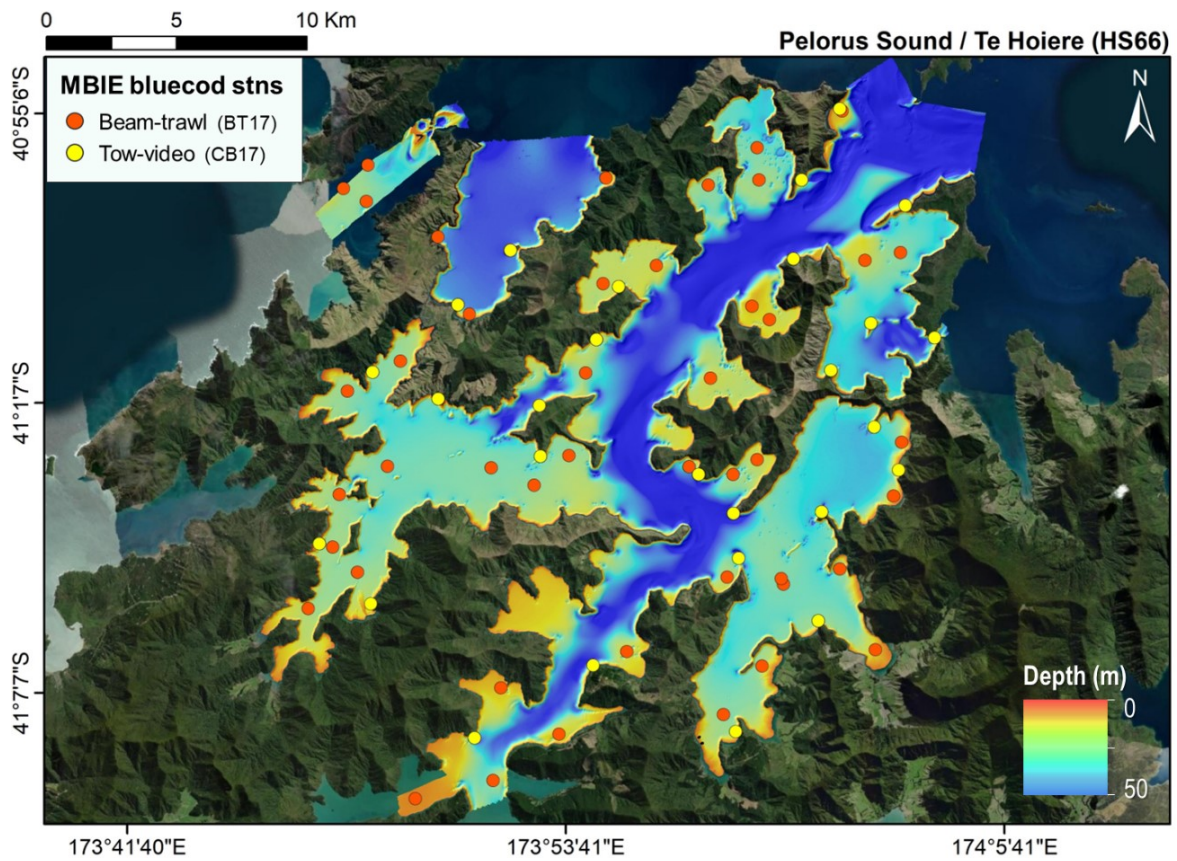 0 5 10 Km
Pelorus Sound / Te Hoiere (HS66)
MBIE bluecod stns
Beam-trawl (BT17)
Tow-video (CB17)
N
40°55'6"S
41°1'7"S
41°7'7"S
Depth (m)
0
50
173°41'40"E 173°53'41"E 174°5'41"E